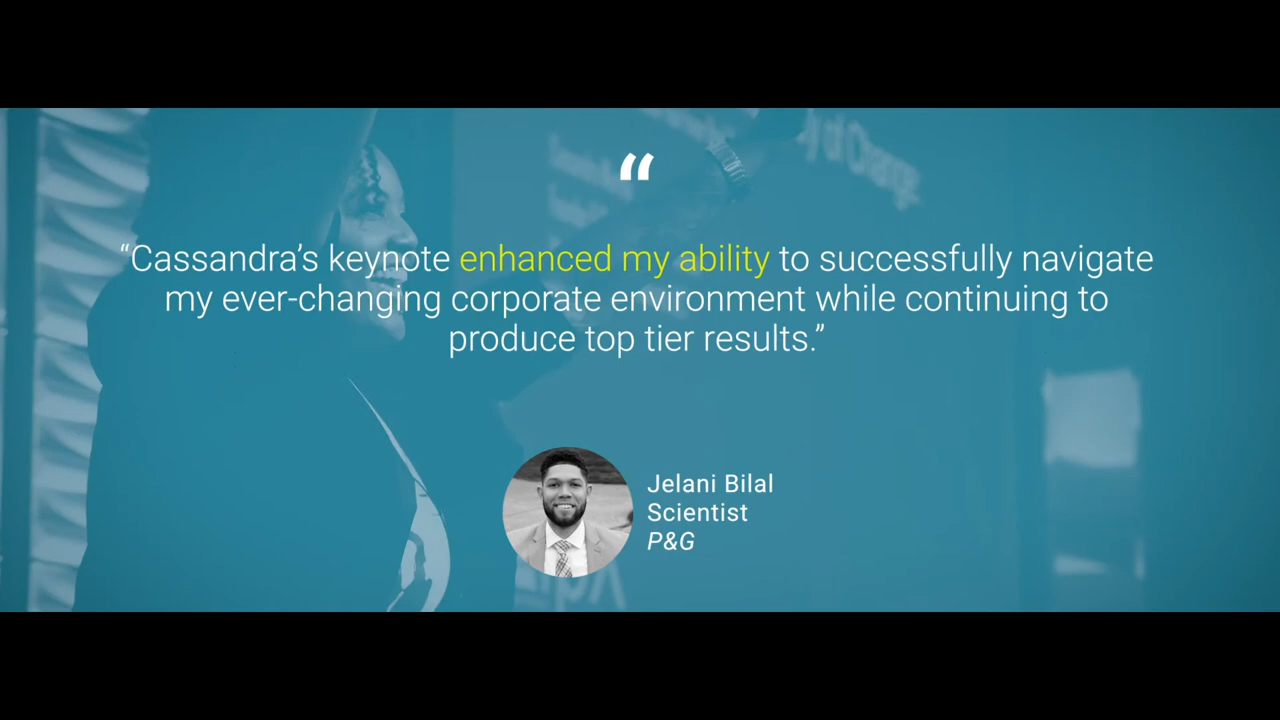 “
“Cassandra’s keynote enhanced my ability to successfully navigate
my ever-changing corporate environment while continuing to
produce top tier results.”
Jelani Bilal
Scientist
P&G